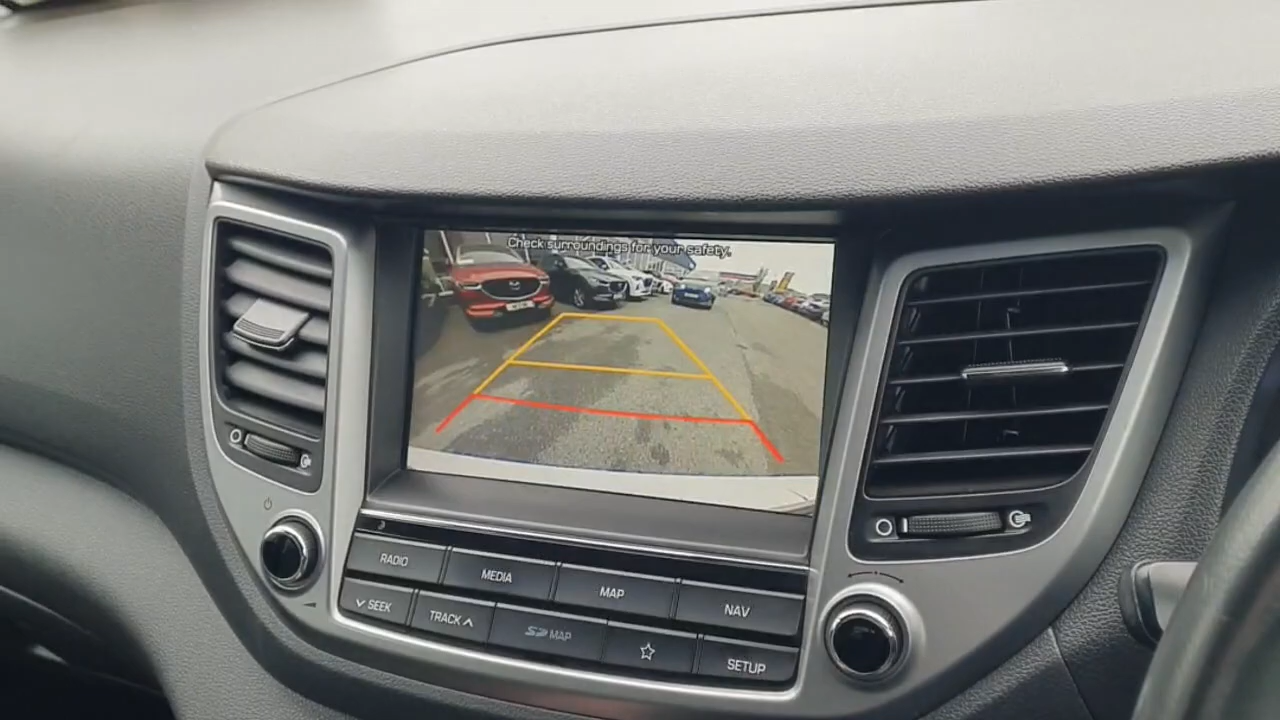 Check surroundings for your safety.
RADIO
MEDIA
MAP
NAV
SEEK
TRACK
SD MAP
SETUP